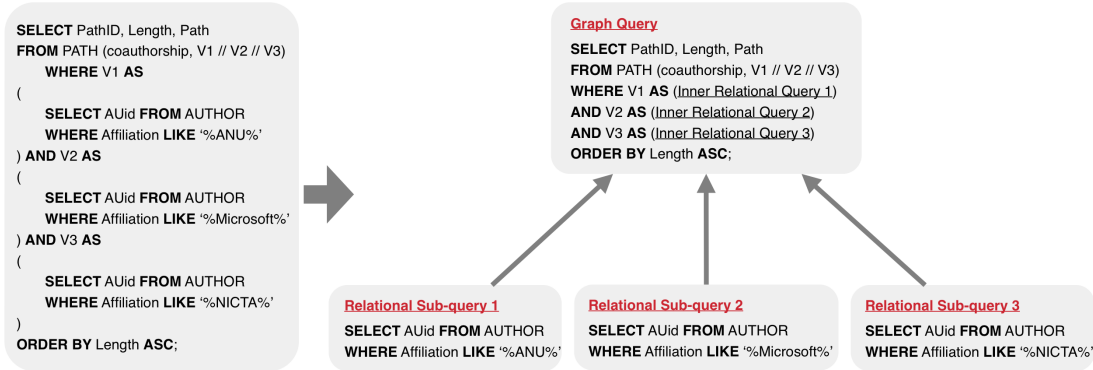 SELECT PathID, Length, Path
FROM PATH (coauthorship, V1 // V2 // V3)
WHERE V1 AS
(
SELECT AUid FROM AUTHOR
WHERE Affiliation LIKE ‘%ANU%’
) AND V2 AS
(
SELECT AUid FROM AUTHOR
WHERE Affiliation LIKE ‘%Microsoft%’
) AND V3 AS
(
SELECT AUid FROM AUTHOR
WHERE Affiliation LIKE ‘%NICTA%’
)
ORDER BY Length ASC;
Graph Query
SELECT PathID, Length, Path
FROM PATH (coauthorship, V1 // V2 // V3)
WHERE V1 AS (Inner Relational Query 1)
AND V2 AS (Inner Relational Query 2)
AND V3 AS (Inner Relational Query 3)
ORDER BY Length ASC;
Relational Sub-query 1
SELECT AUid FROM AUTHOR
WHERE Affiliation LIKE ‘%ANU%’
Relational Sub-query 2
SELECT AUid FROM AUTHOR
WHERE Affiliation LIKE ‘%Microsoft%’
Relational Sub-query 3
SELECT AUid FROM AUTHOR
WHERE Affiliation LIKE ‘%NICTA%’